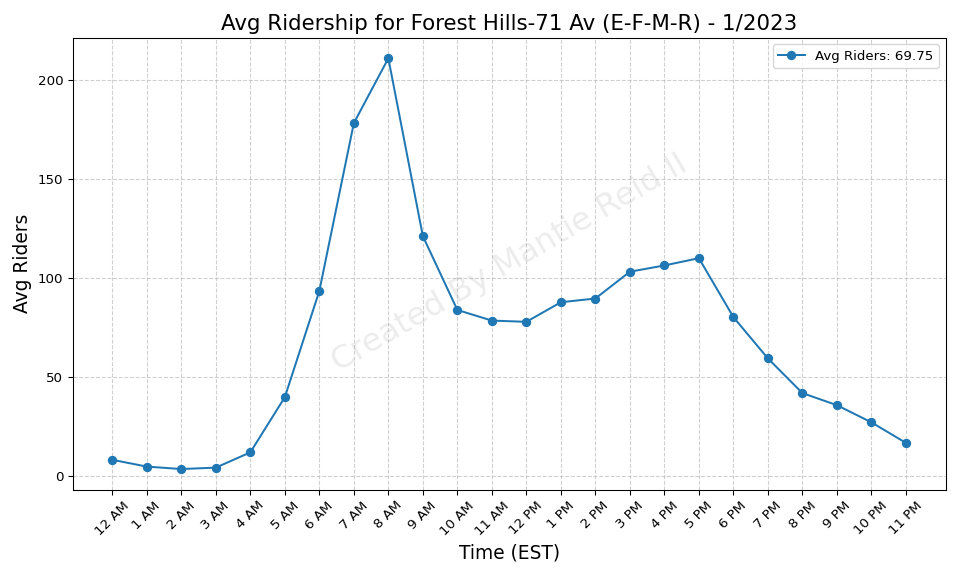 Avg Ridership for Forest Hills-71 Av (E-F-M-R) - 1/2023
Avg Riders: 69.75
Avg Riders
200
150
100
50
0
Created By Mantie Reid II
12 AM
1 AM
2 AM
3 AM
4 AM
5 AM
6 AM
7 AM
8 AM
9 AM
10 AM
11 AM
12 PM
1 PM
2 PM
3 PM
4 PM
5 PM
6 PM
7 PM
8 PM
9 PM
10 PM
11 PM
Time (EST)